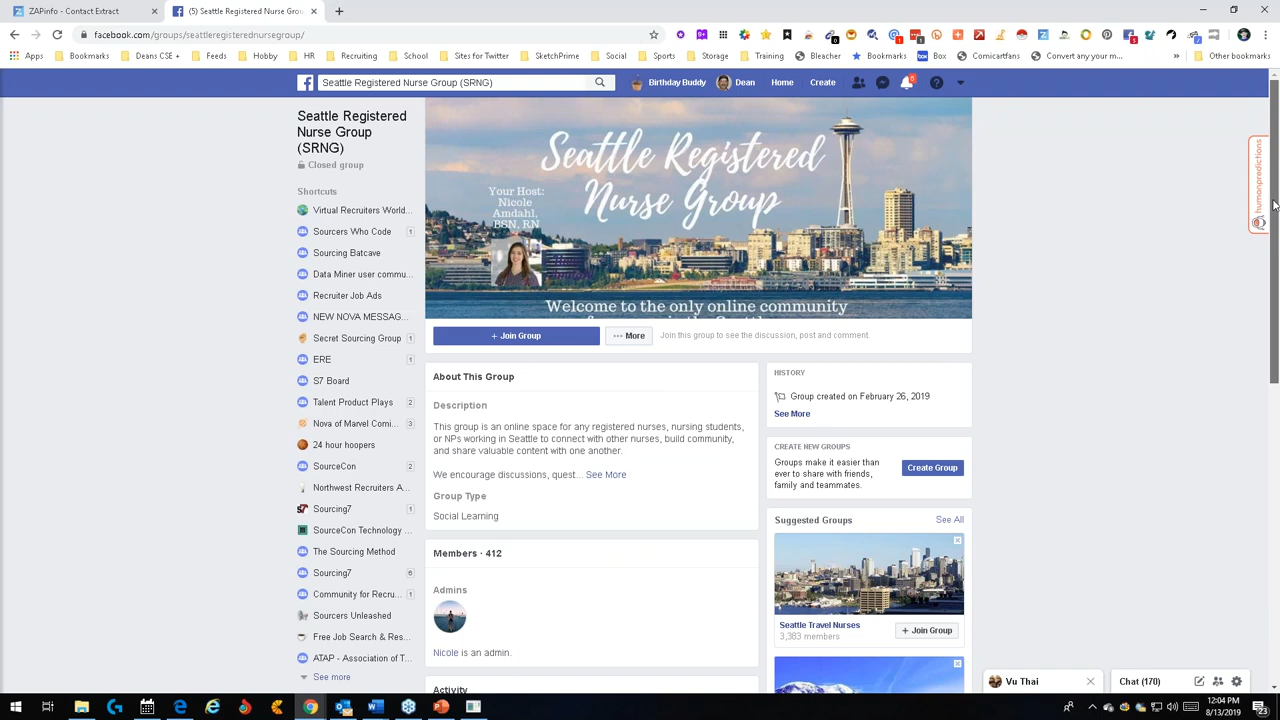 ZAPinfo - Contact Extract
(5) Seattle Registered Nurse Grou
facebook.com/groups/seattleregisterednursegroup/
Apps
Bookmarks
Deans CSE +
Feeds
Hobby
HR
Recruiting
School
Sites for Twitter
SketchPrime
Social
Sports
Storage
Training
Bleacher
Bookmarks
Box
Comicartfans
Convert any your m...
»
Other bookmarks
Seattle Registered Nurse Group (SRNG)
Birthday Buddy
Dean
Home
Create
5
Seattle Registered
Nurse Group
(SRNG)
Closed group
Shortcuts
Virtual Recruiters World...
Sourcers Who Code 1
Sourcing Batcave
Data Miner user commu...
Recruiter Job Ads
NEW NOVA MESSAG...
Secret Sourcing Group 1
ERE 1
S7 Board
Talent Product Plays 2
Nova of Marvel Comi... 3
24 hour hoopers
SourceCon 2
Northwest Recruiters A...
Sourcing7 1
SourceCon Technology ...
The Sourcing Method
Sourcing7 6
Community for Recru... 1
Sourcers Unleashed
Free Job Search & Res...
ATAP - Association of T...
See more
Seattle Registered
Nurse Group
Your Host:
Nicole
Amdahl,
BSN, RN
Welcome to the only online community
+ Join Group
··· More
Join this group to see the discussion, post and comment.
About This Group
Description
This group is an online space for any registered nurses, nursing students,
or NPs working in Seattle to connect with other nurses, build community,
and share valuable content with one another.
We encourage discussions, quest... See More
Group Type
Social Learning
Members · 412
Admins
Nicole is an admin.
Activity
HISTORY
Group created on February 26, 2019
See More
CREATE NEW GROUPS
Groups make it easier than
ever to share with friends,
family and teammates.
Create Group
Suggested Groups
See All
Seattle Travel Nurses
3,383 members
+ Join Group
humanpredictions
Vu Thai
Chat (170)
12:04 PM
8/13/2019
23